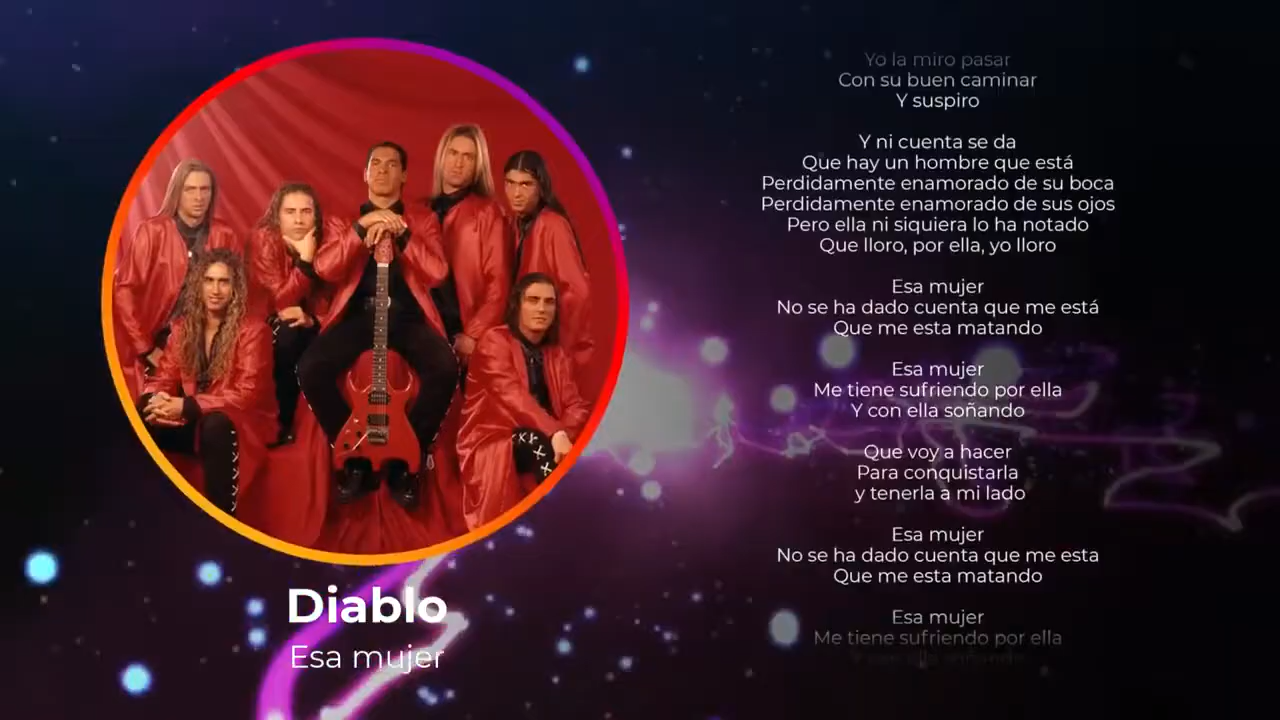 Yo la miro pasar
Con su buen caminar
Y suspiro
Y ni cuenta se da
Que hay un hombre que está
Perdidamente enamorado de su boca
Perdidamente enamorado de sus ojos
Pero ella ni siquiera lo ha notado
Que lloro, por ella, yo lloro
Esa mujer
No se ha dado cuenta que me está
Que me esta matando
Esa mujer
Me tiene sufriendo por ella
Y con ella soñando
Que voy a hacer
Para conquistarla
y tenerla a mi lado
Esa mujer
No se ha dado cuenta que me esta
Que me esta matando
Esa mujer
Me tiene sufriendo por ella
Diablo
Esa mujer